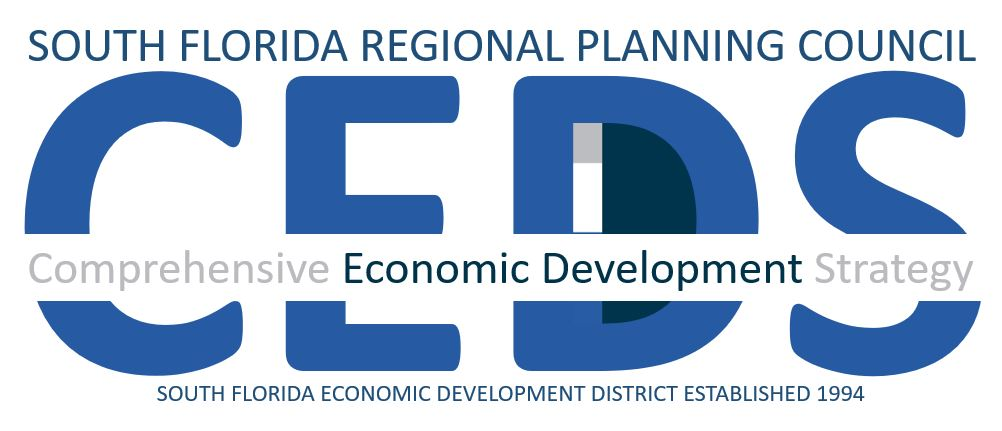 SOUTH FLORIDA REGIONAL PLANNING COUNCIL
CEDS
Comprehensive Economic Development Strategy
SOUTH FLORIDA ECONOMIC DEVELOPMENT DISTRICT ESTABLISHED 1994